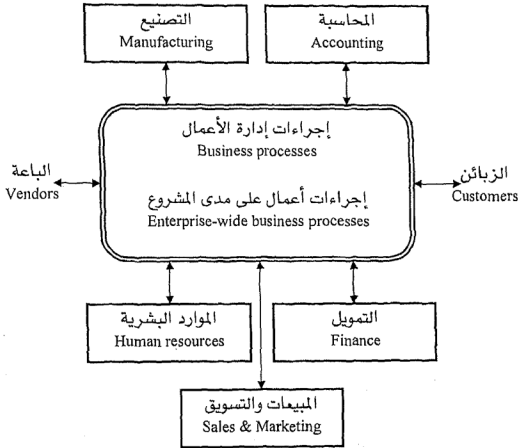 التصنيع
Manufacturing
المحاسبة
Accounting
إجراءات إدارة الأعمال
Business processes
الباعة
Vendors
الزبائن
Customers
إجراءات أعمال على مدى المشروع
Enterprise-wide business processes
الموارد البشرية
Human resources
التمويل
Finance
المبيعات والتسويق
Sales & Marketing